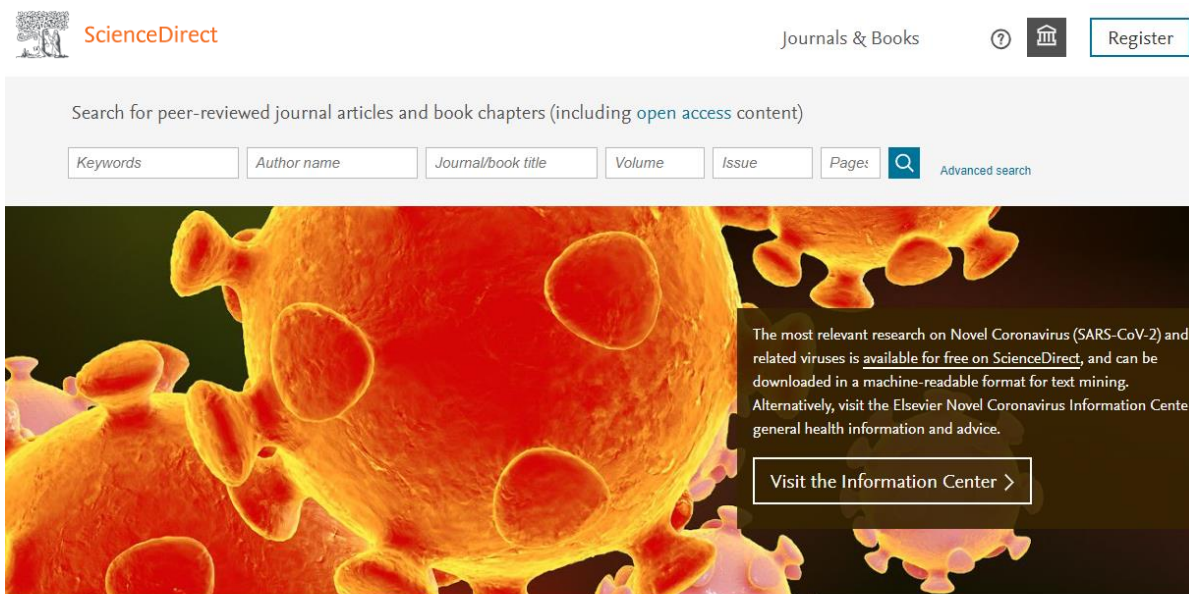 ScienceDirect
Journals & Books
?
Register
Search for peer-reviewed journal articles and book chapters (including open access content)
Keywords
Author name
Journal/book title
Volume
Issue
Pages
Advanced search
The most relevant research on Novel Coronavirus (SARS-CoV-2) and
related viruses is available for free on ScienceDirect, and can be
downloaded in a machine-readable format for text mining.
Alternatively, visit the Elsevier Novel Coronavirus Information Cente
general health information and advice.
Visit the Information Center >